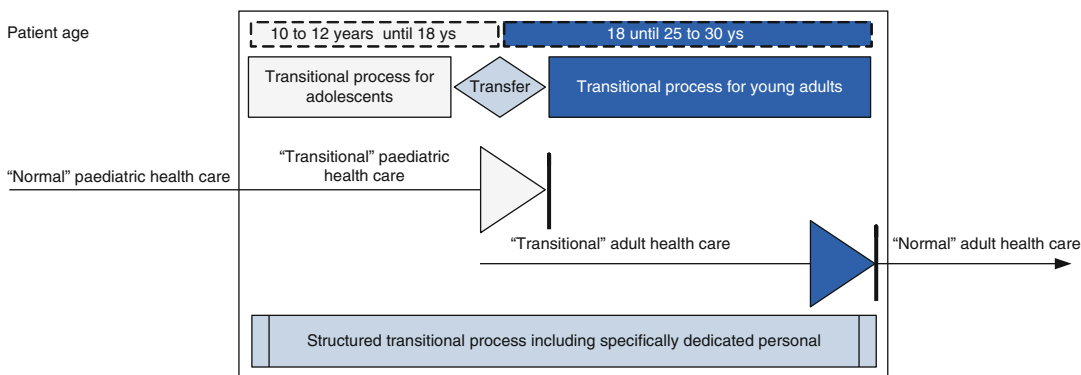 Patient age
10 to 12 years until 18 ys
18 until 25 to 30 ys
Transitional process for
adolescents
Transfer
Transitional process for young adults
“Normal” paediatric health care
“Transitional” paediatric
health care
“Transitional” adult health care
“Normal” adult health care
Structured transitional process including specifically dedicated personal